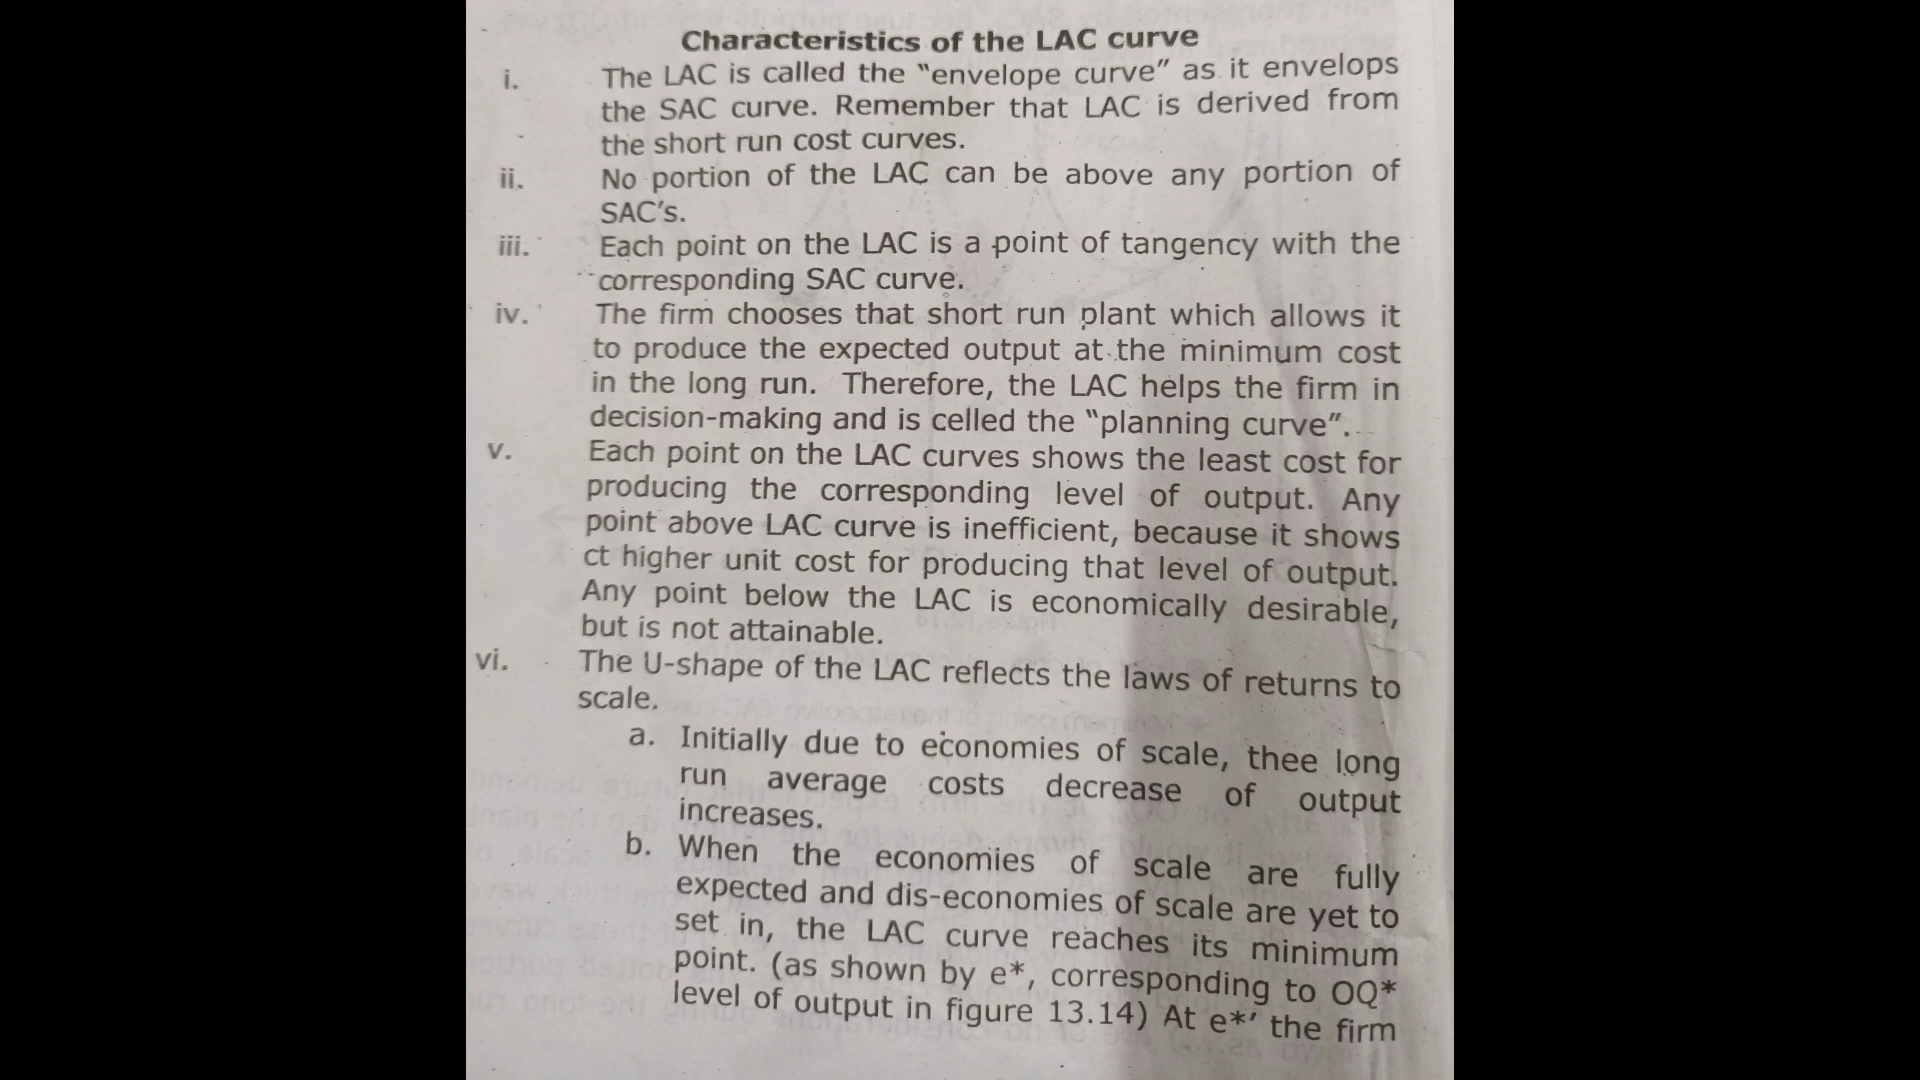 Characteristics of the LAC curve
i. The LAC is called the "envelope curve" as it envelops
the SAC curve. Remember that LAC is derived from
the short run cost curves.
ii. No portion of the LAC can be above any portion of
SAC's.
iii. Each point on the LAC is a point of tangency with the
corresponding SAC curve.
iv. The firm chooses that short run plant which allows it
to produce the expected output at the minimum cost
in the long run. Therefore, the LAC helps the firm in
decision-making and is celled the "planning curve".
v. Each point on the LAC curves shows the least cost for
producing the corresponding level of output. Any
point above LAC curve is inefficient, because it shows
ct higher unit cost for producing that level of output.
Any point below the LAC is economically desirable,
but is not attainable.
vi. The U-shape of the LAC reflects the laws of returns to
scale.
a. Initially due to economies of scale, thee long
run average costs decrease of output
increases.
b. When the economies of scale are fully
expected and dis-economies of scale are yet to
set in, the LAC curve reaches its minimum
point. (as shown by e*, corresponding to OQ*
level of output in figure 13.14) At e*' the firm